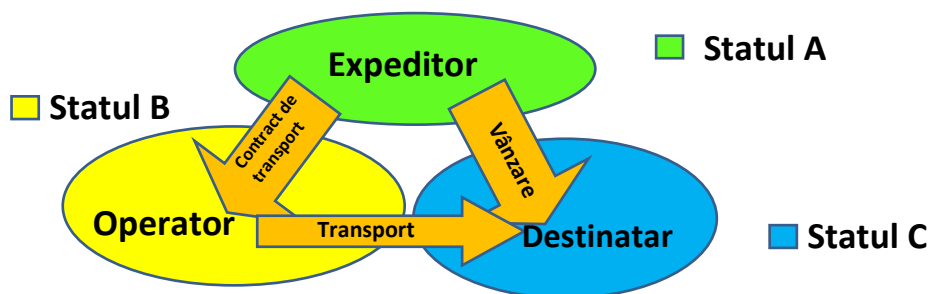 Expeditor
Statul A
Statul B
Contract de
transport
Vânzare
Operator
Transport
Destinatar
Statul C